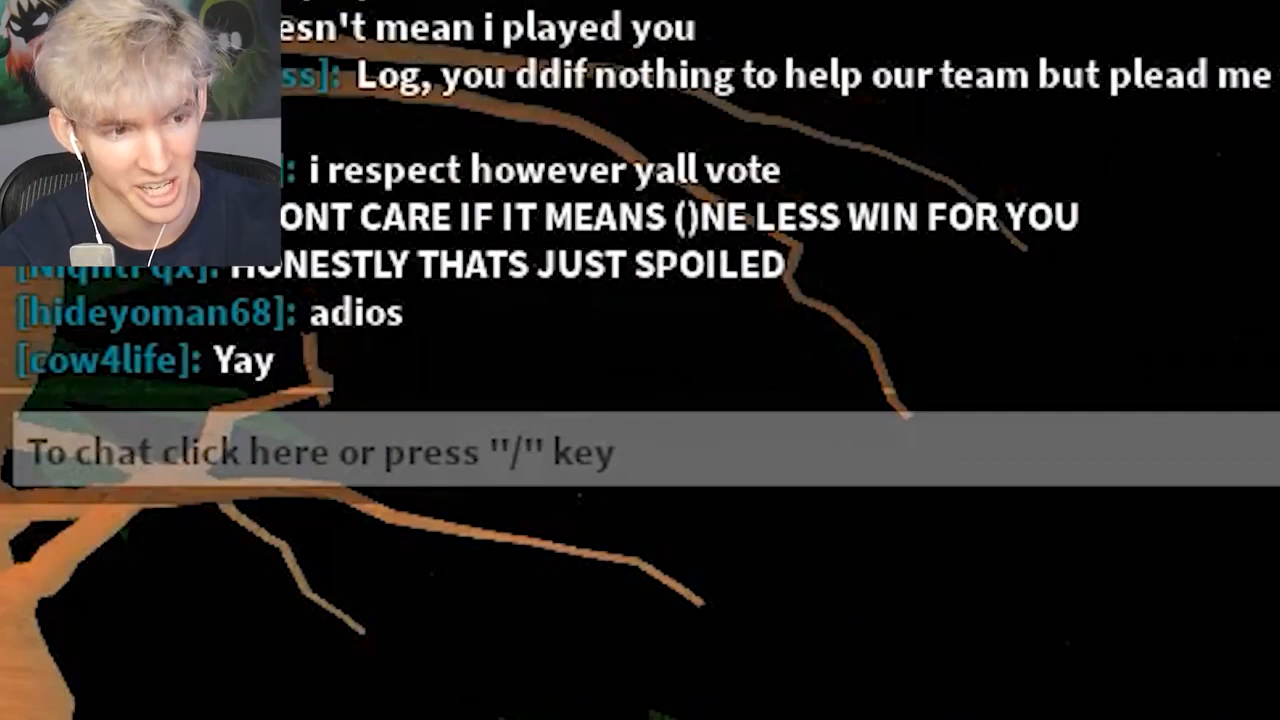 esn't mean i played you
ss]: Log, you ddif nothing to help our team but plead me
]: i respect however yall vote
ONT CARE IF IT MEANS ()NE LESS WIN FOR YOU
HONESTLY THATS JUST SPOILED
[hideyoman68]: adios
[cow4life]: Yay
To chat click here or press "/" key